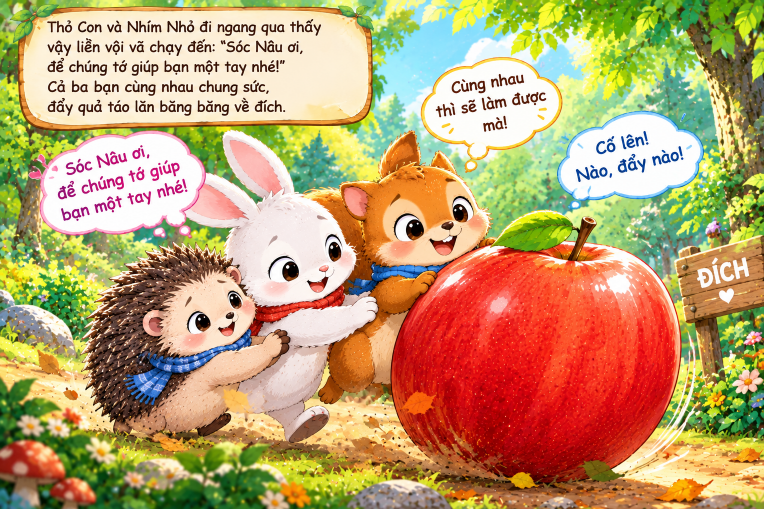 Thỏ Con và Nhím Nhỏ đi ngang qua thấy
vậy liền vội vã chạy đến: “Sóc Nâu ơi,
để chúng tớ giúp bạn một tay nhé!”
Cả ba bạn cùng nhau chung sức,
đẩy quả táo lăn băng băng về đích.
Sóc Nâu ơi,
để chúng tớ giúp
bạn một tay nhé!
Cùng nhau
thì sẽ làm được
mà!
Cố lên!
Nào, đẩy nào!
ĐÍCH